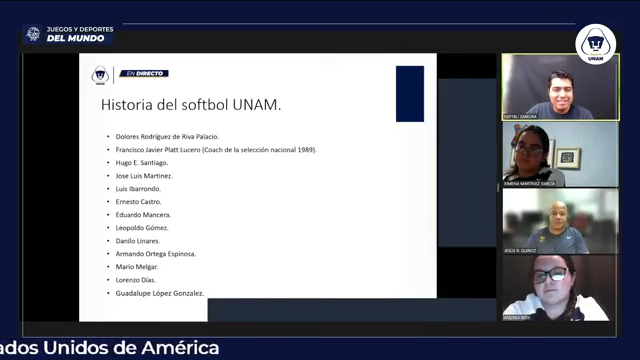 JUEGOS Y DEPORTES
DEL MUNDO
UNAM
EN DIRECTO
Historia del softbol UNAM.
• Dolores Rodríguez de Riva Palacio.
• Francisco Javier Platt Lucero (Coach de la selección nacional 1989).
• Hugo E. Santiago.
• Jose Luis Martinez.
• Luis Ibarrondo.
• Ernesto Castro.
• Eduardo Mancera.
• Leopoldo Gómez.
• Danilo Linares.
• Armando Ortega Espinosa.
• Mario Melgar.
• Lorenzo Días.
• Guadalupe López Gonzalez.
ZAMORA
XIMENA MARTÍNEZ GARCÍA
QUIROZ
ANDREA
ados Unidos de América